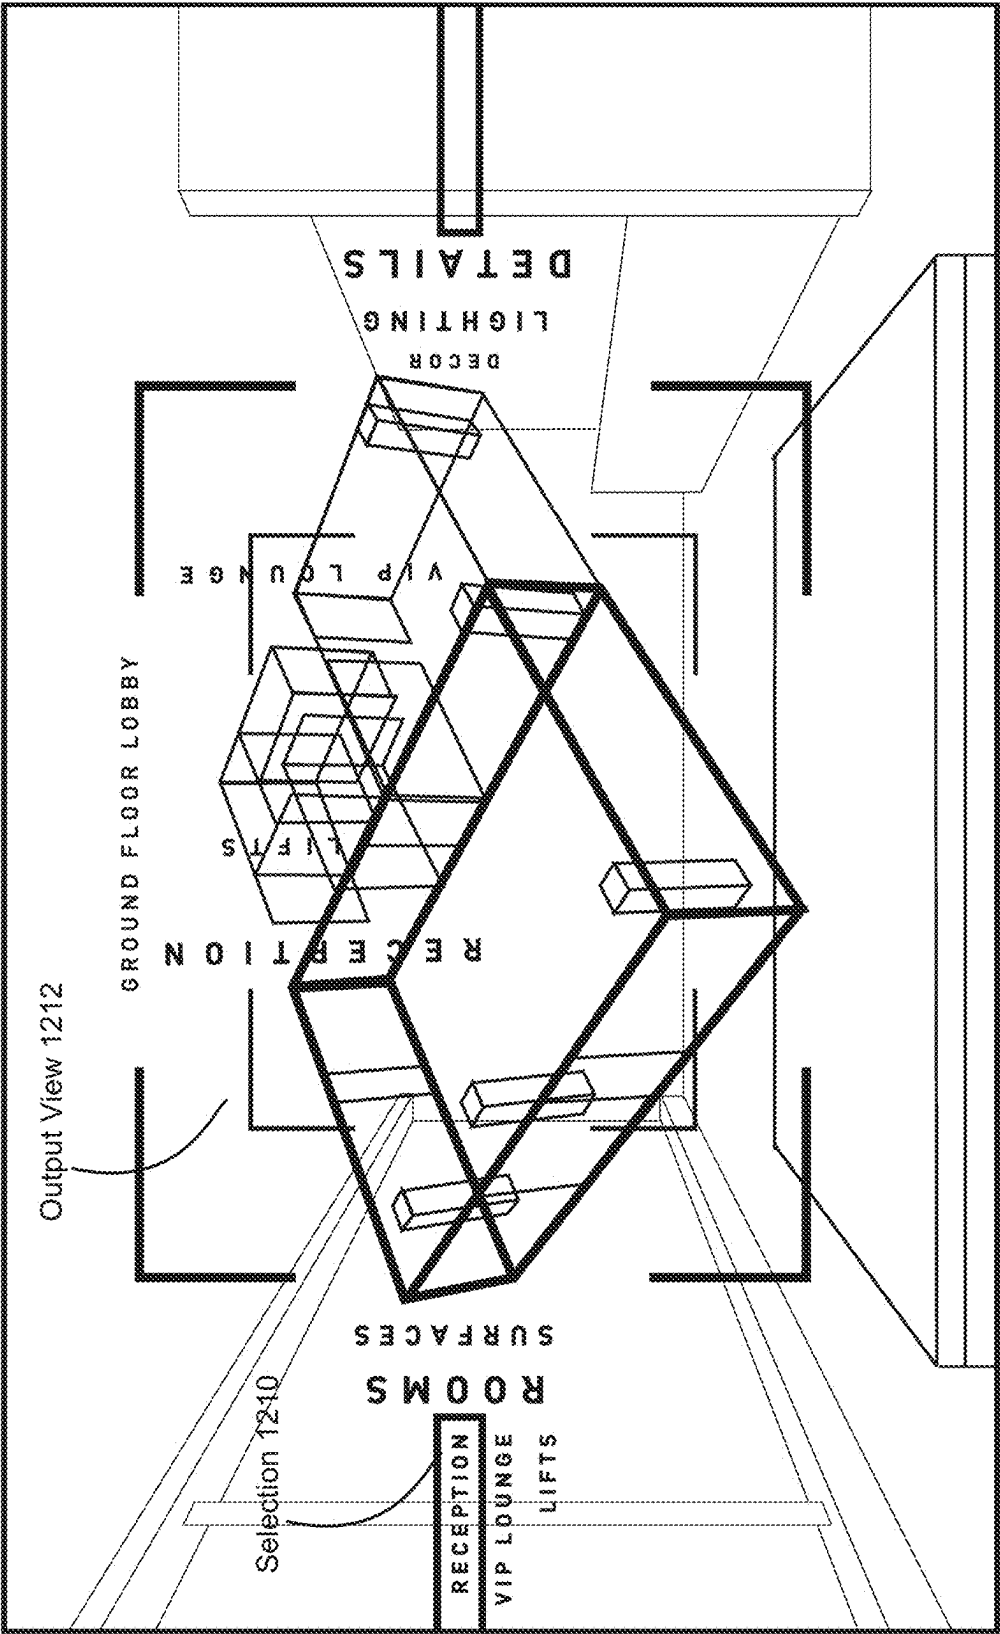 Output View 1212
GROUND FLOOR LOBBY
Selection 1210
RECEPTION
VIP LOUNGE
LIFTS
ROOMS
SURFACES
RECEPTION
LIFTS
VIP LOUNGE
DECOR
LIGHTING
DETAILS